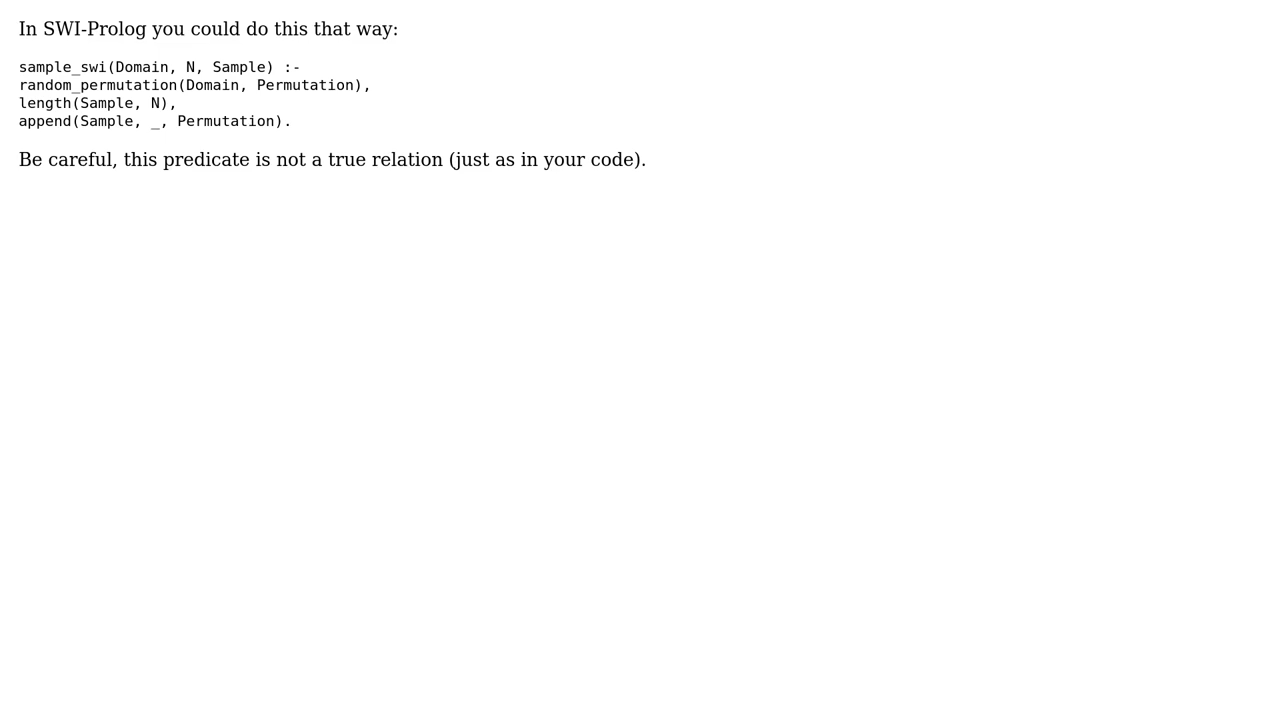 In SWI-Prolog you could do this that way:
sample_swi(Domain, N, Sample) :-
random_permutation(Domain, Permutation),
length(Sample, N),
append(Sample, _, Permutation).
Be careful, this predicate is not a true relation (just as in your code).